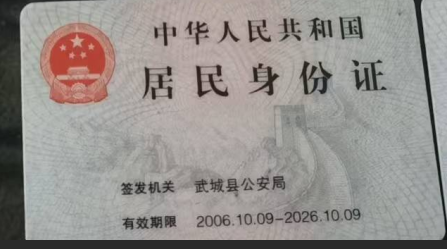 中华人民共和国
居民身份证
签发机关 武城县公安局
有效期限 2006.10.09-2026.10.09